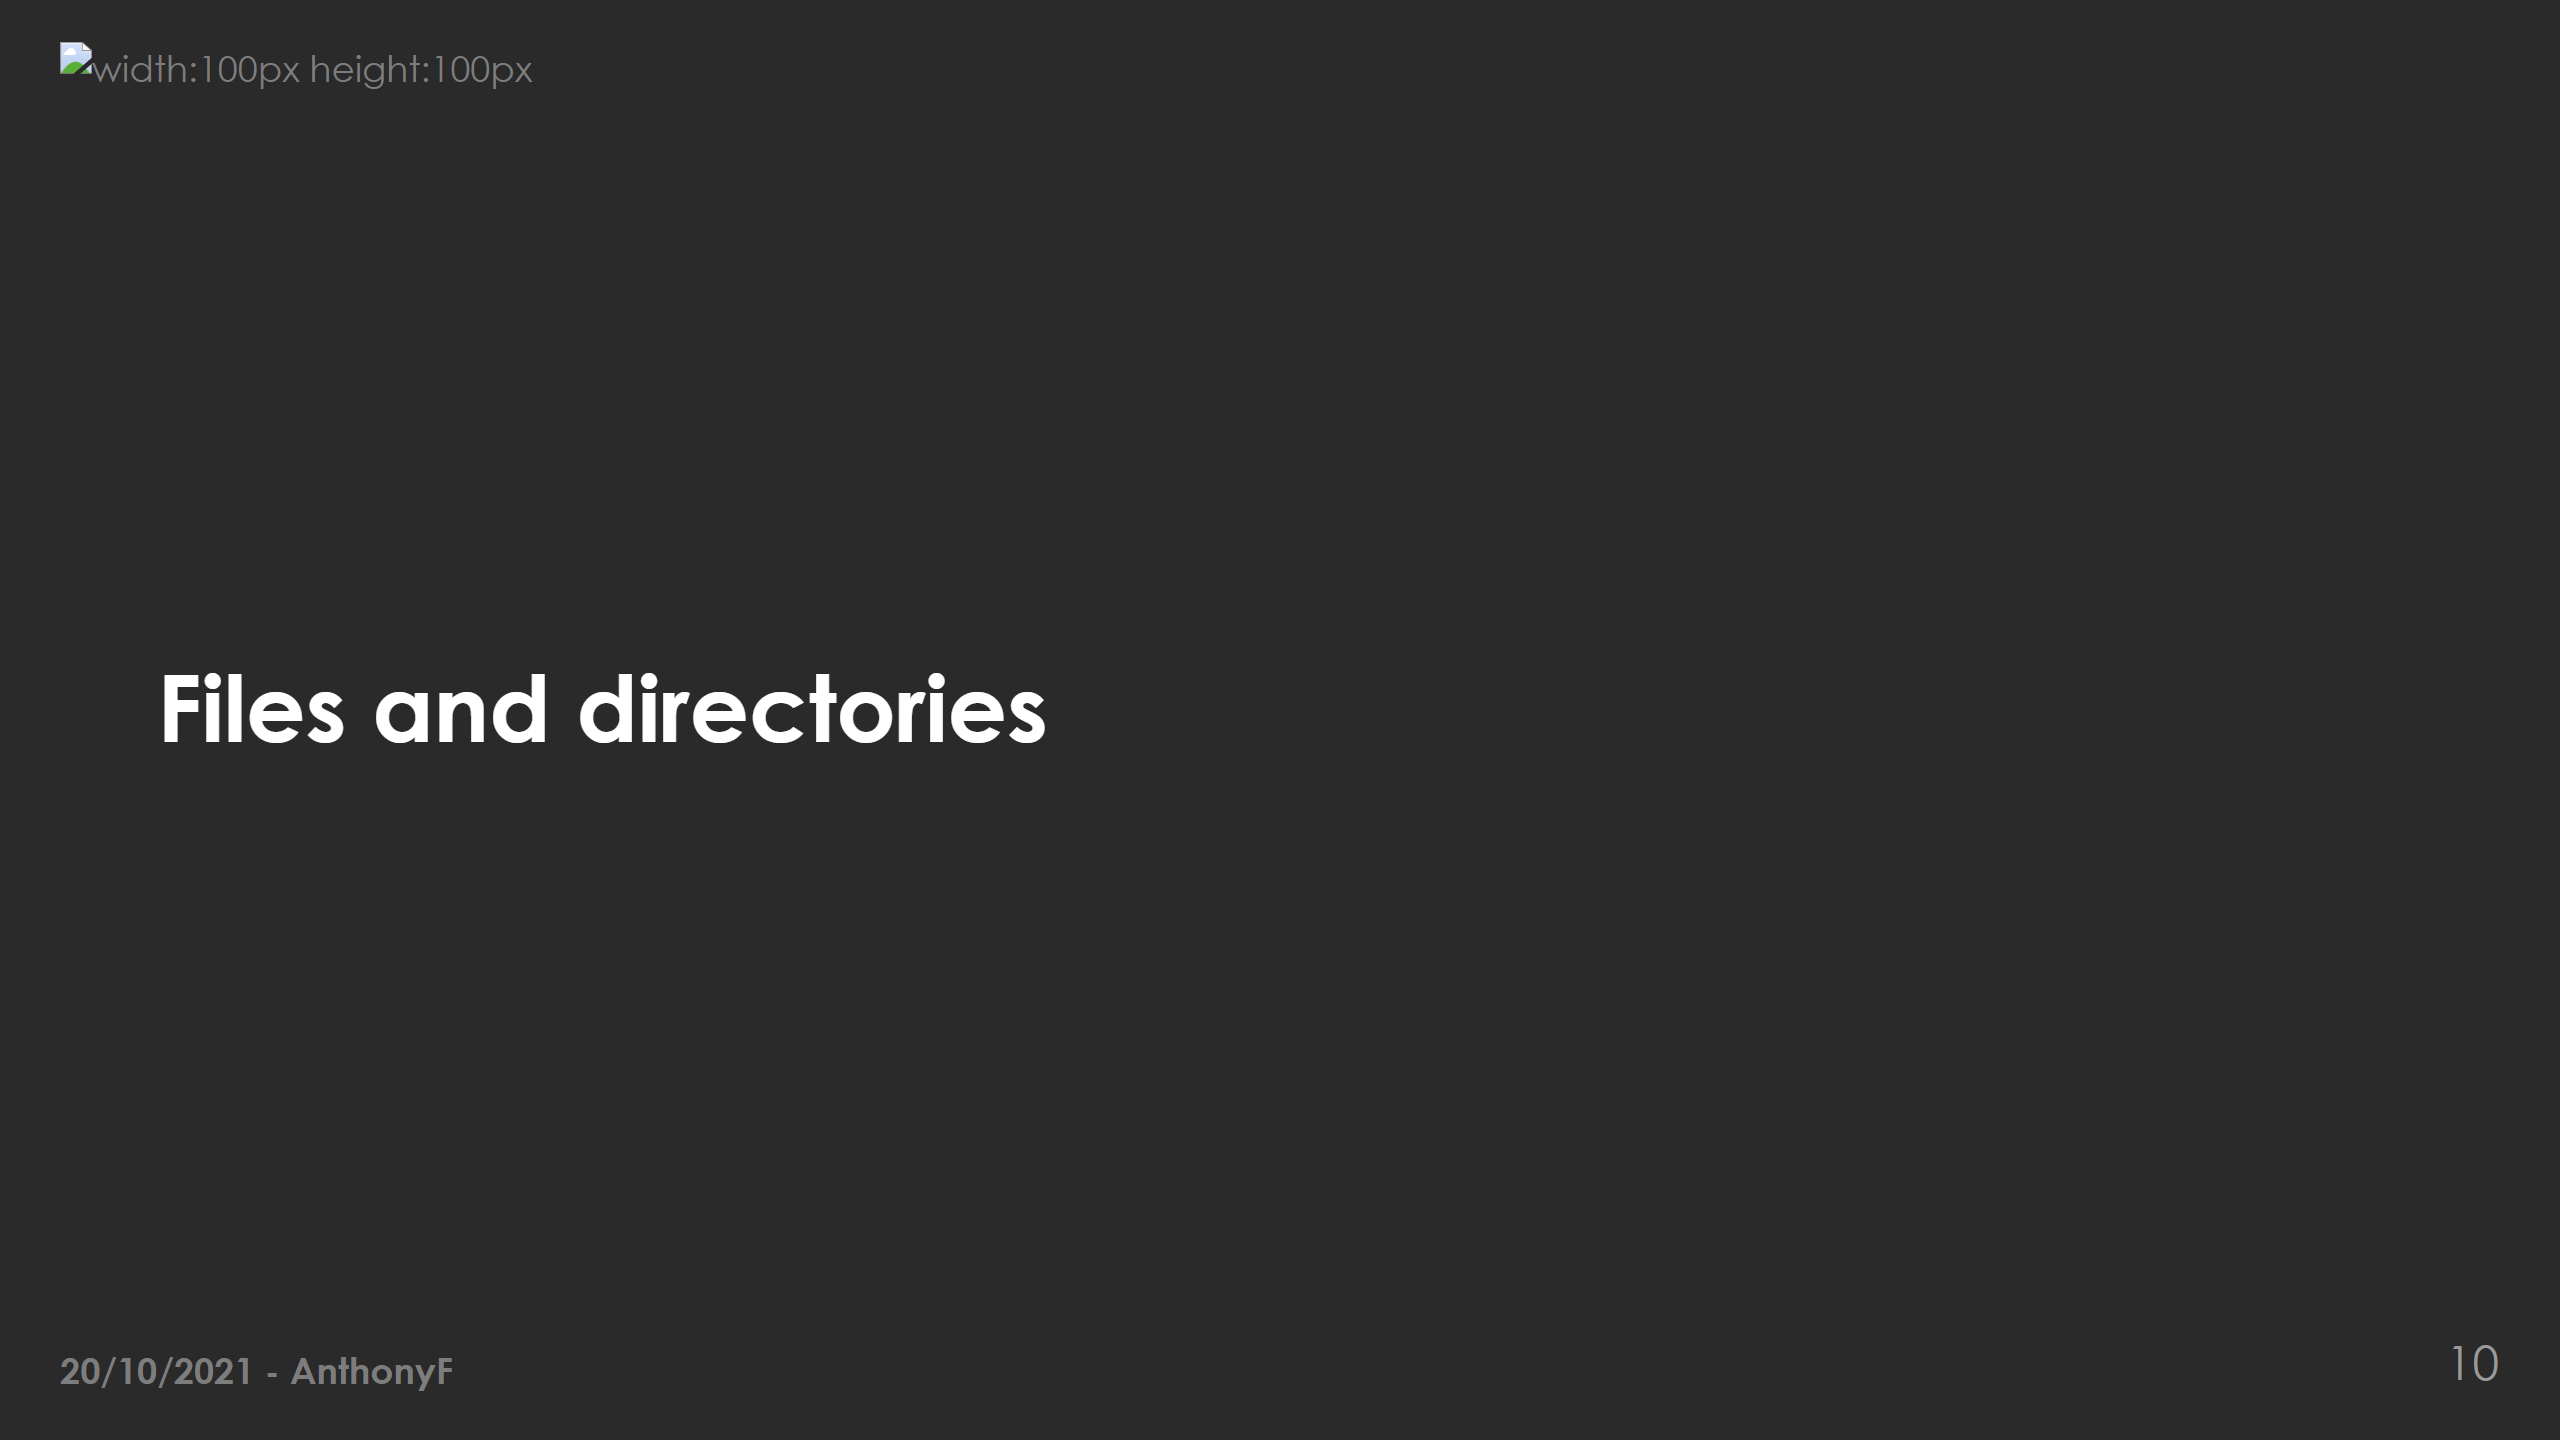 width:100px height:100px
Files and directories
20/10/2021 - AnthonyF
10